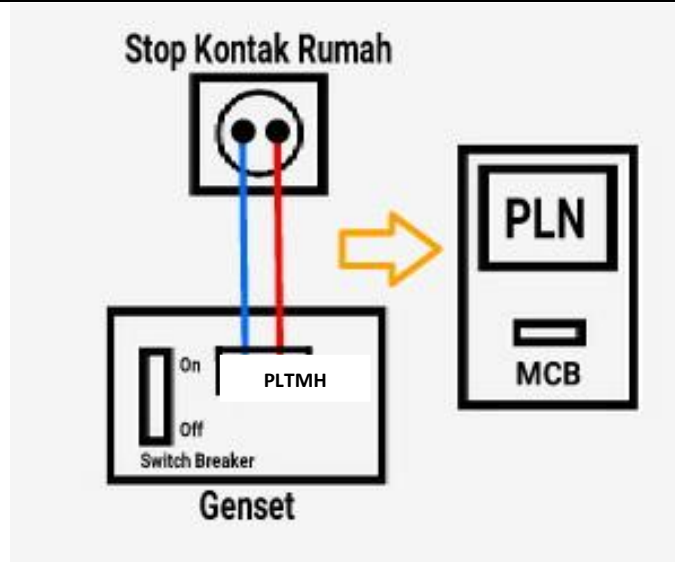 Stop Kontak Rumah
PLN
MCB
On
PLTMH
Off
Switch Breaker
Genset